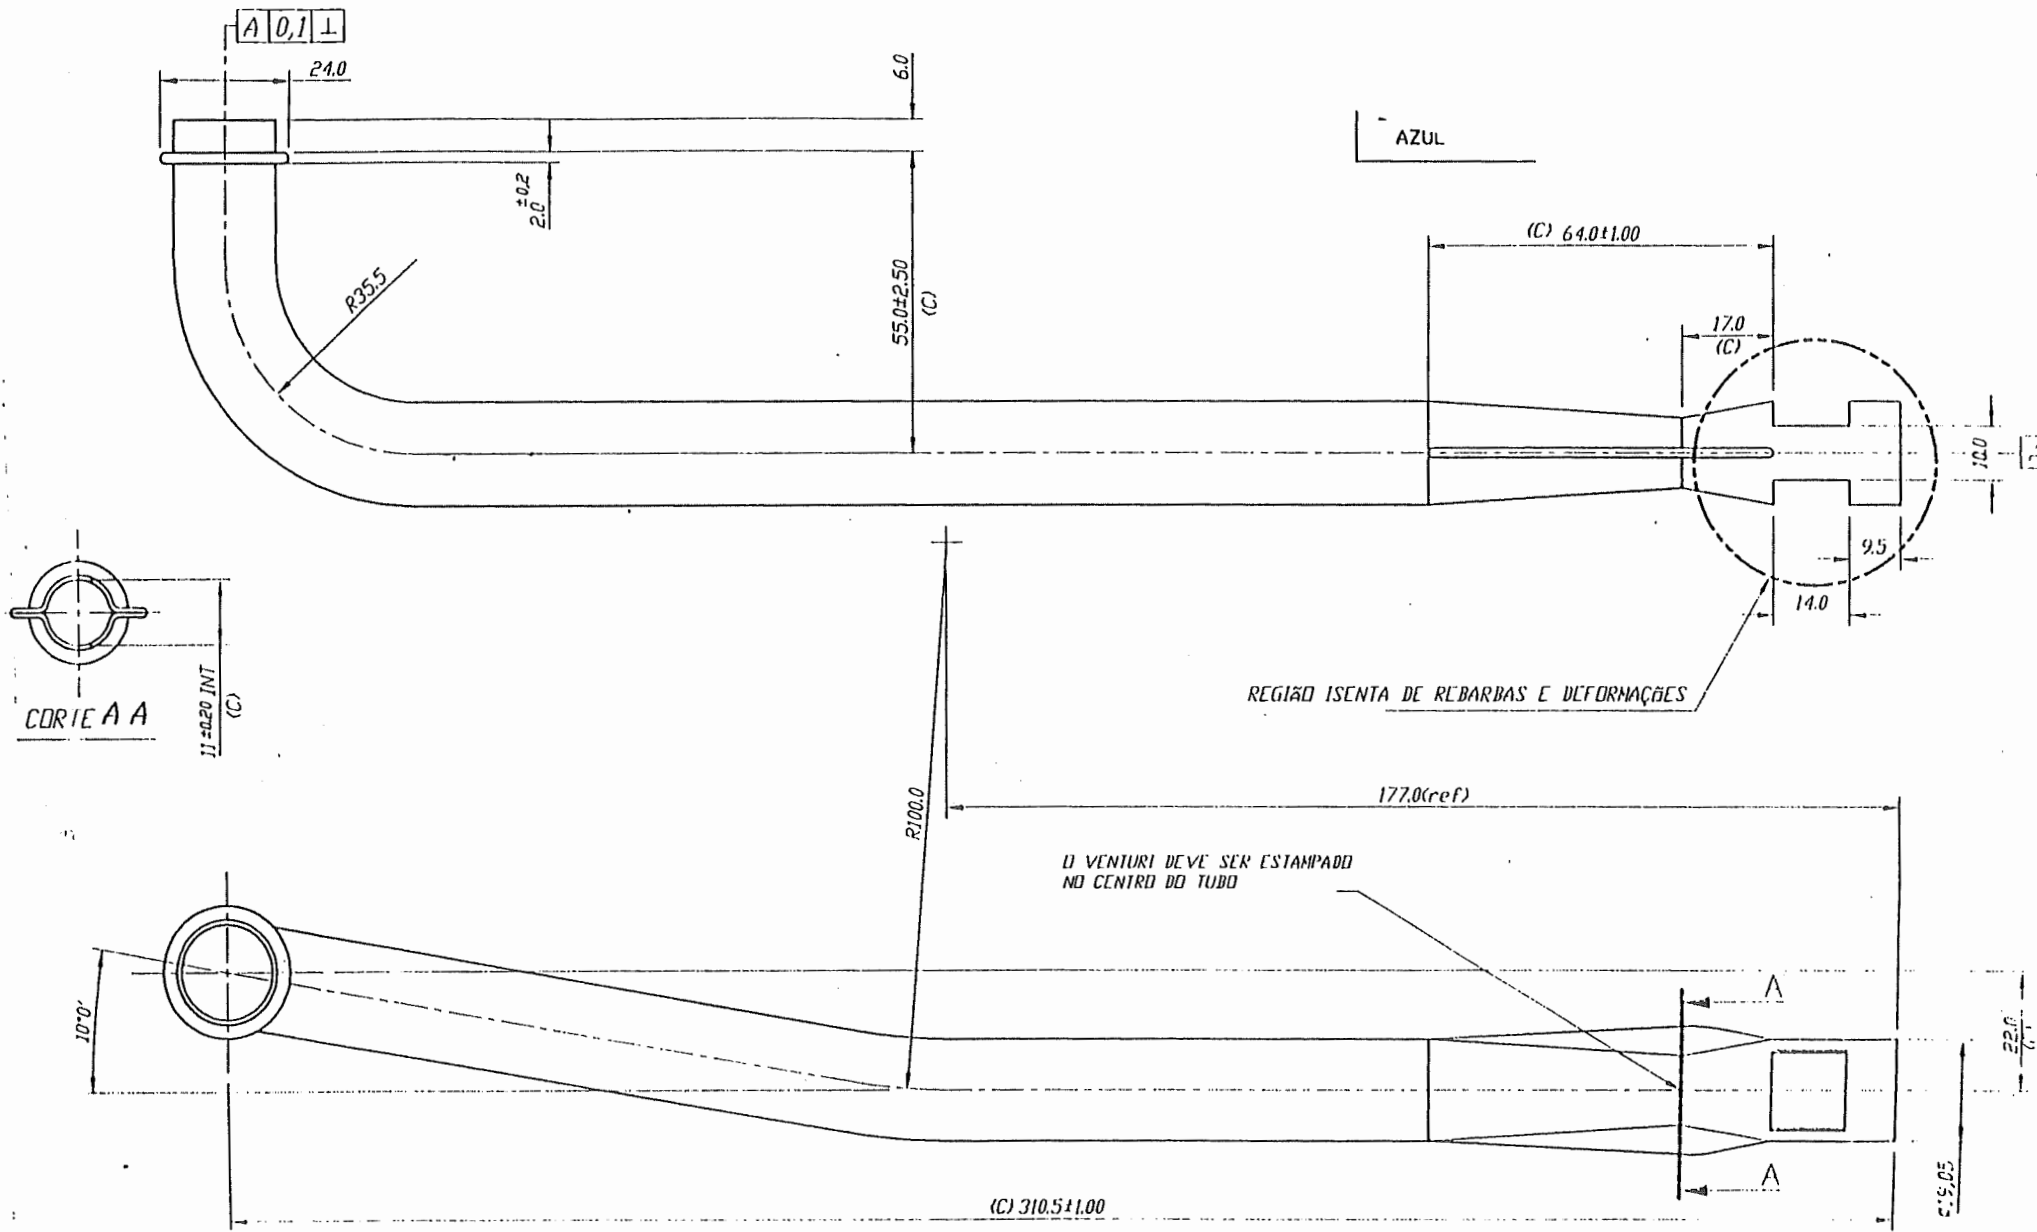 A 0,1 ⊥
24.0
6.0
AZUL
2.0 ±0,2
(C) 64.0±1.00
R35.5
55.0±2.50
(C)
17.0
(C)
10.0
9.5
14.0
11±0.20 INT
(C)
CORTE A A
REGIÃO ISENTA DE REBARBAS E DEFORMAÇÕES
177.0(ref)
R100.0
O VENTURI DEVE SER ESTAMPADO
NO CENTRO DO TUBO
A
10°0'
22.0
A
(C) 310.5±1.00